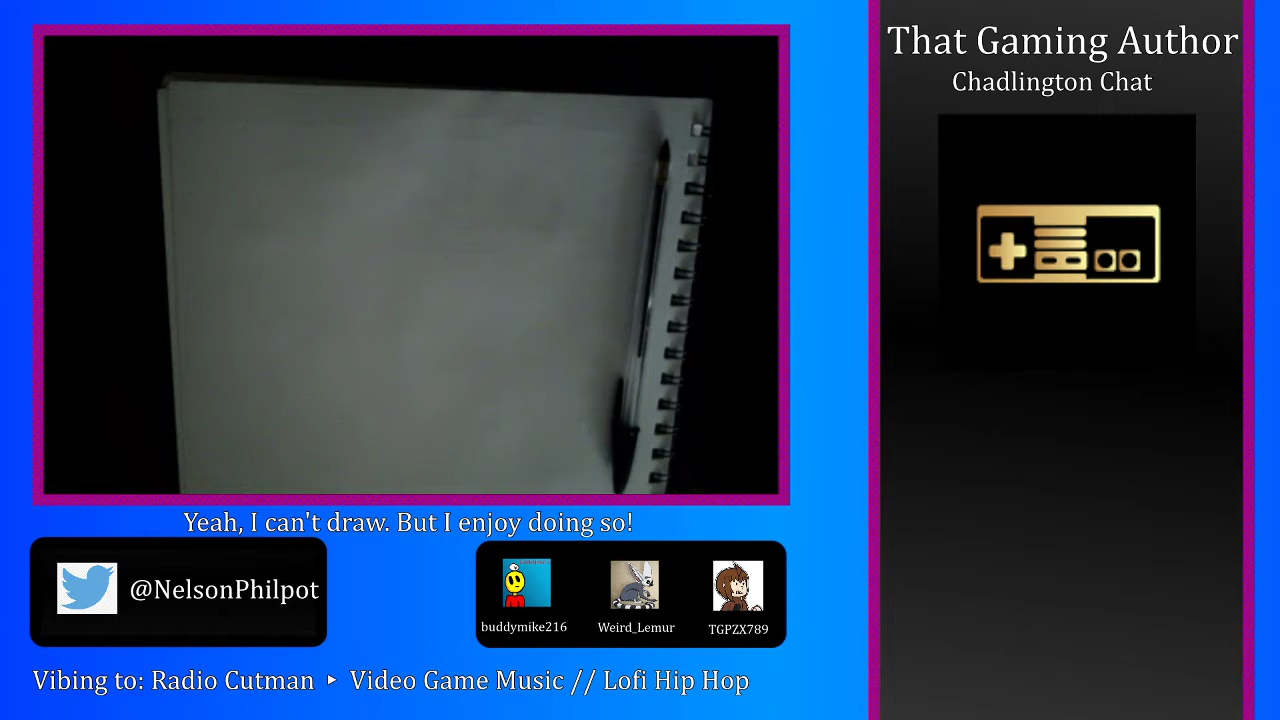 That Gaming Author
Chadlington Chat
Yeah, I can't draw. But I enjoy doing so!
@NelsonPhilpot
buddymike216
Weird_Lemur
TGPZX789
Vibing to: Radio Cutman ‣ Video Game Music // Lofi Hip Hop